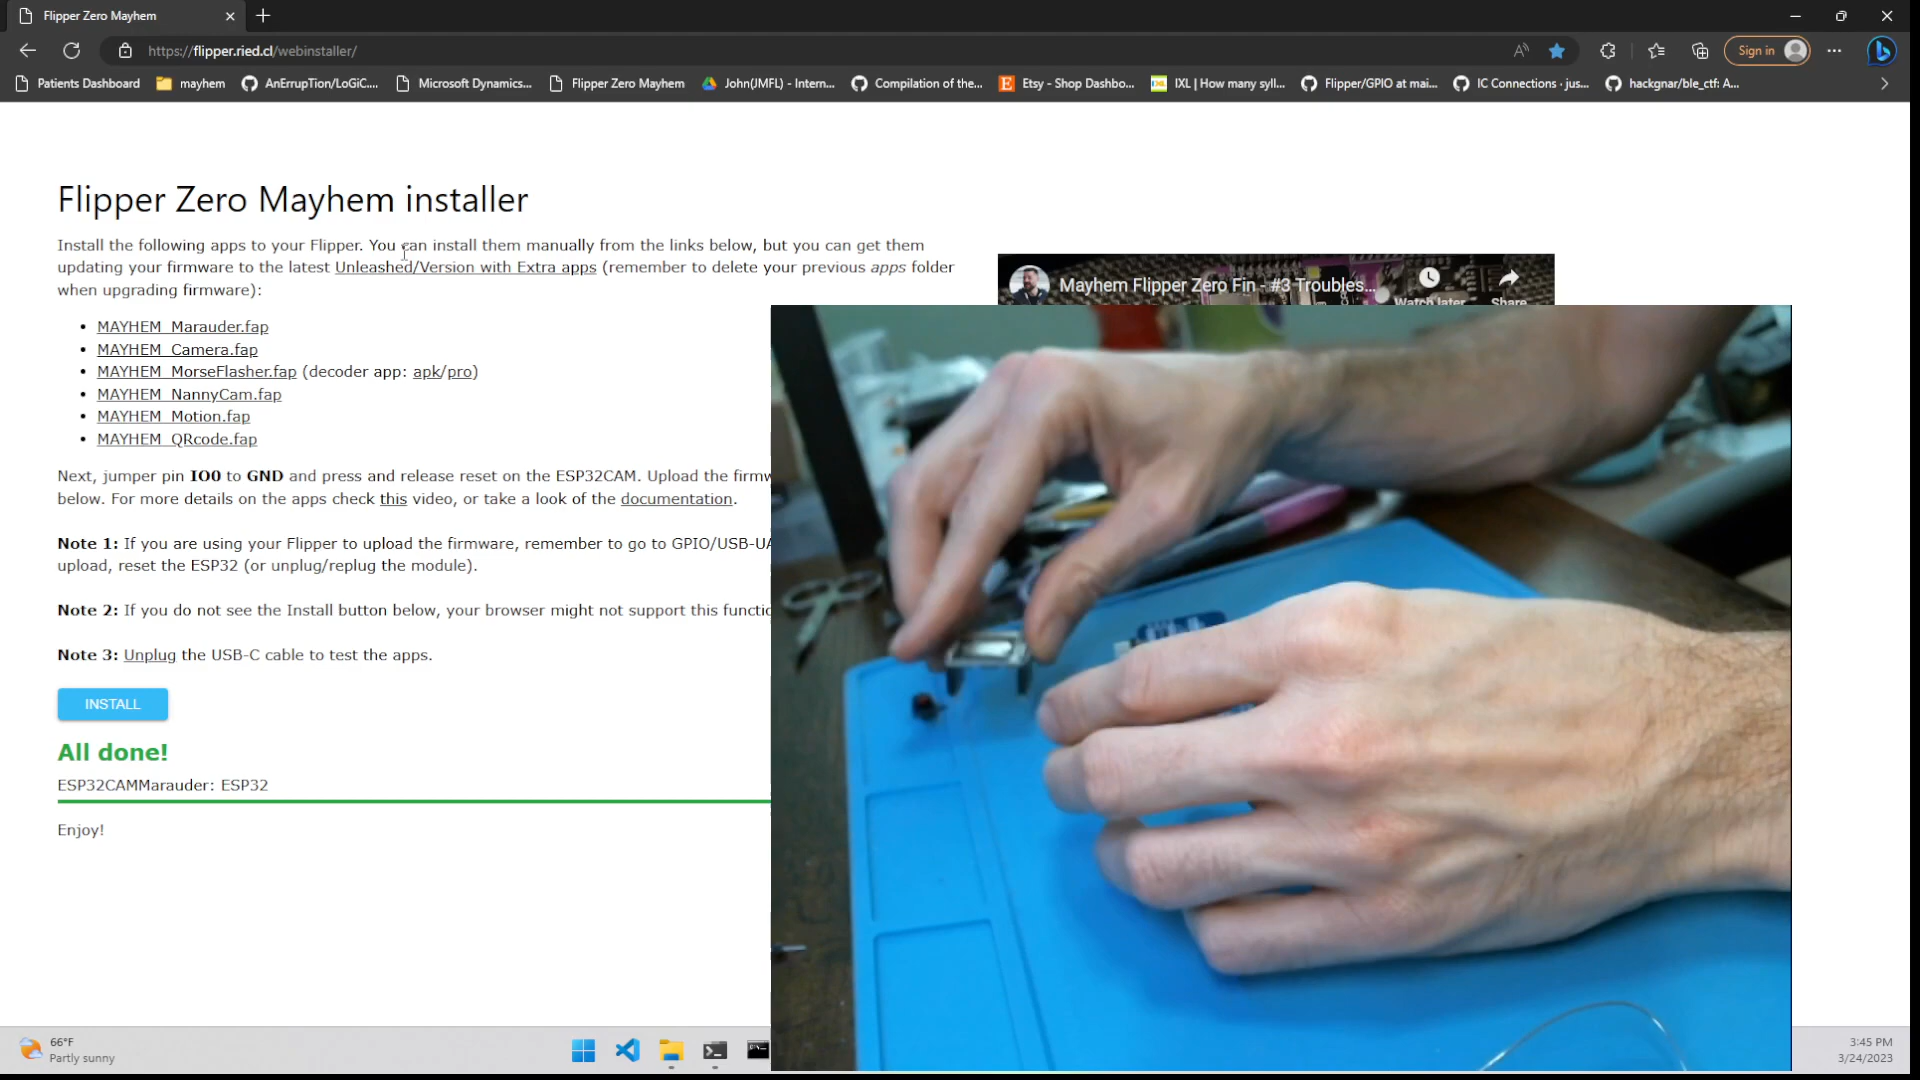 Flipper Zero Mayhem
https://flipper.ried.cl/webinstaller/
Sign in
Patients Dashboard
mayhem
AnErrupTion/LoGiC....
Microsoft Dynamics...
Flipper Zero Mayhem
John(JMFL) - Intern...
Compilation of the...
Etsy - Shop Dashbo...
IXL | How many syll...
Flipper/GPIO at mai...
IC Connections · jus...
hackgnar/ble_ctf: A...
Flipper Zero Mayhem installer
Install the following apps to your Flipper. You can install them manually from the links below, but you can get them
updating your firmware to the latest Unleashed/Version with Extra apps (remember to delete your previous apps folder
when upgrading firmware):
Mayhem Flipper Zero Fin - #3 Troubles...
Watch later
Share
• MAYHEM_Marauder.fap
• MAYHEM_Camera.fap
• MAYHEM_MorseFlasher.fap (decoder app: apk/pro)
• MAYHEM_NannyCam.fap
• MAYHEM_Motion.fap
• MAYHEM_QRcode.fap
Next, jumper pin IO0 to GND and press and release reset on the ESP32CAM. Upload the firmw
below. For more details on the apps check this video, or take a look of the documentation.
Note 1: If you are using your Flipper to upload the firmware, remember to go to GPIO/USB-UA
upload, reset the ESP32 (or unplug/replug the module).
Note 2: If you do not see the Install button below, your browser might not support this functio
Note 3: Unplug the USB-C cable to test the apps.
INSTALL
All done!
ESP32CAMMarauder: ESP32
Enjoy!
66°F
Partly sunny
3:45 PM
3/24/2023